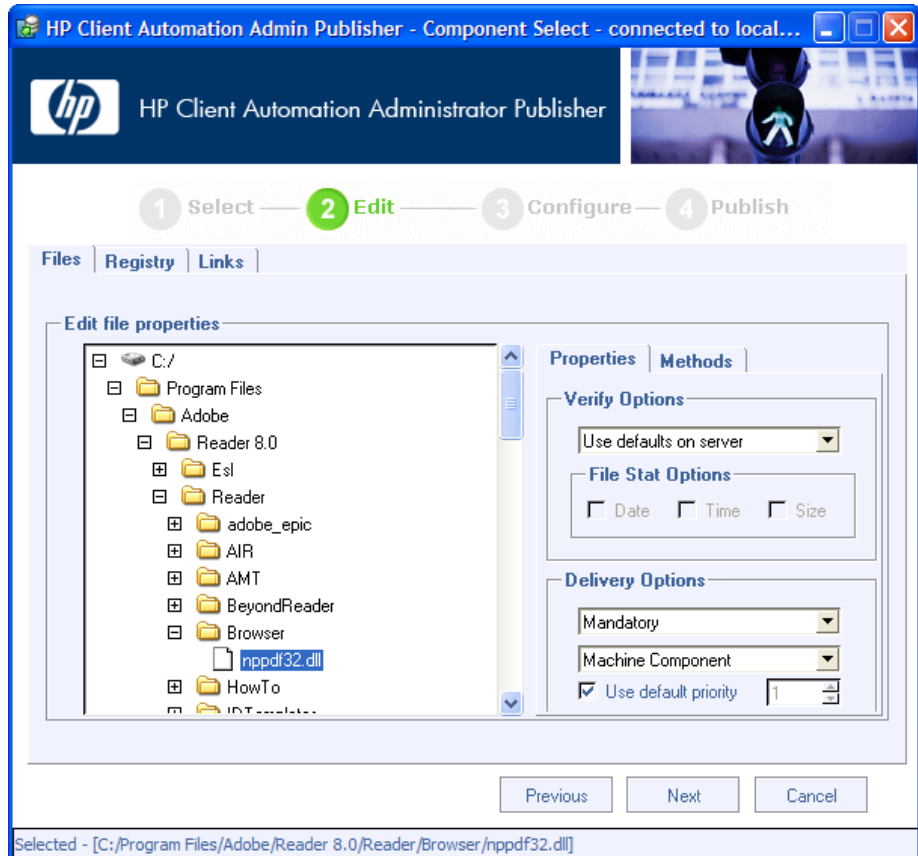 HP Client Automation Admin Publisher - Component Select - connected to local...
hp
HP Client Automation Administrator Publisher
1 Select
2 Edit
3 Configure
4 Publish
Files
Registry
Links
Edit file properties
C:/
Program Files
Adobe
Reader 8.0
Esl
Reader
adobe_epic
AIR
AMT
BeyondReader
Browser
nppdf32.dll
HowTo
Properties
Methods
Verify Options
Use defaults on server
File Stat Options
Date
Time
Size
Delivery Options
Mandatory
Machine Component
Use default priority
1
Previous
Next
Cancel
Selected - [C:/Program Files/Adobe/Reader 8.0/Reader/Browser/nppdf32.dll]